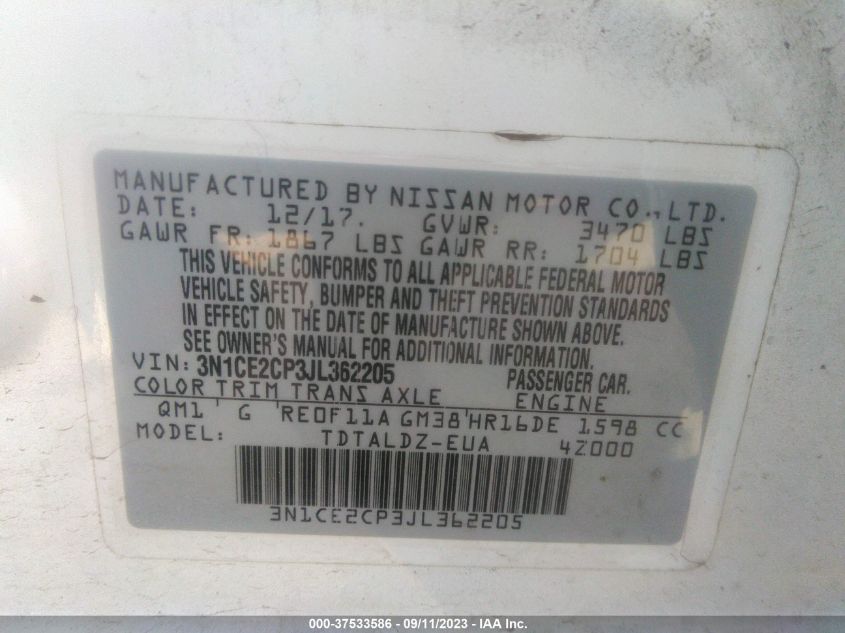 MANUFACTURED BY NISSAN MOTOR CO., LTD.
DATE: 12/17. GVWR: 3470 LBS
GAWR FR: 1867 LBS GAWR RR: 1704 LBS
THIS VEHICLE CONFORMS TO ALL APPLICABLE FEDERAL MOTOR
VEHICLE SAFETY, BUMPER AND THEFT PREVENTION STANDARDS
IN EFFECT ON THE DATE OF MANUFACTURE SHOWN ABOVE.
SEE OWNER'S MANUAL FOR ADDITIONAL INFORMATION.
VIN: 3N1CE2CP3JL362205 PASSENGER CAR.
COLOR TRIM TRANS AXLE ENGINE
QM1 ' G 'RE0F11A GM38'HR16DE 1598 CC
MODEL: TDTALDZ-EUA 4Z000
3N1CE2CP3JL362205
000-37533586 - 09/11/2023 - IAA Inc.